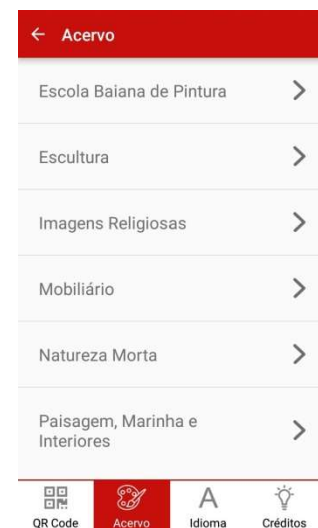 Acervo
Escola Baiana de Pintura
Escultura
Imagens Religiosas
Mobiliário
Natureza Morta
Paisagem, Marinha e
Interiores
QR Code Acervo Idioma Créditos